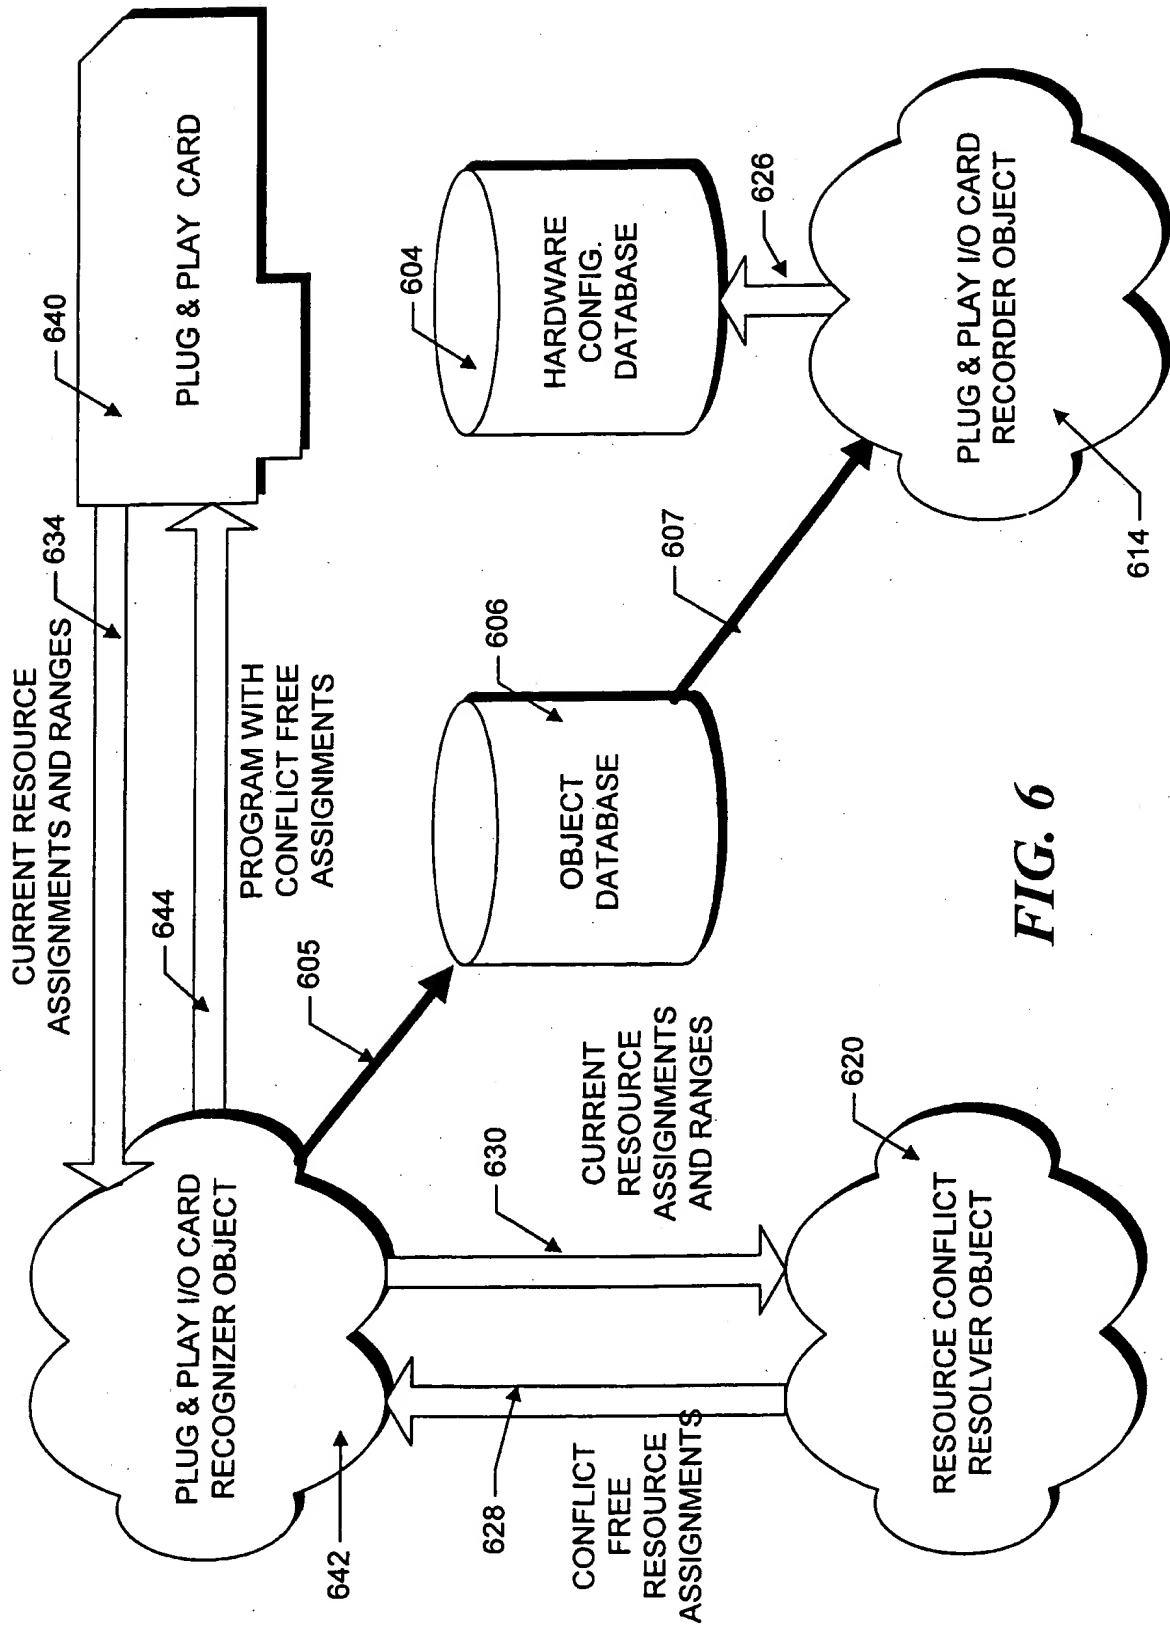 642
PLUG & PLAY I/O CARD
RECOGNIZER OBJECT
CURRENT RESOURCE
ASSIGNMENTS AND RANGES
634
644
PROGRAM WITH
CONFLICT FREE
ASSIGNMENTS
640
PLUG & PLAY CARD
605
628
CONFLICT
FREE
RESOURCE
ASSIGNMENTS
630
CURRENT
RESOURCE
ASSIGNMENTS
AND RANGES
606
OBJECT
DATABASE
607
604
HARDWARE
CONFIG.
DATABASE
626
620
RESOURCE CONFLICT
RESOLVER OBJECT
614
PLUG & PLAY I/O CARD
RECORDER OBJECT
FIG. 6